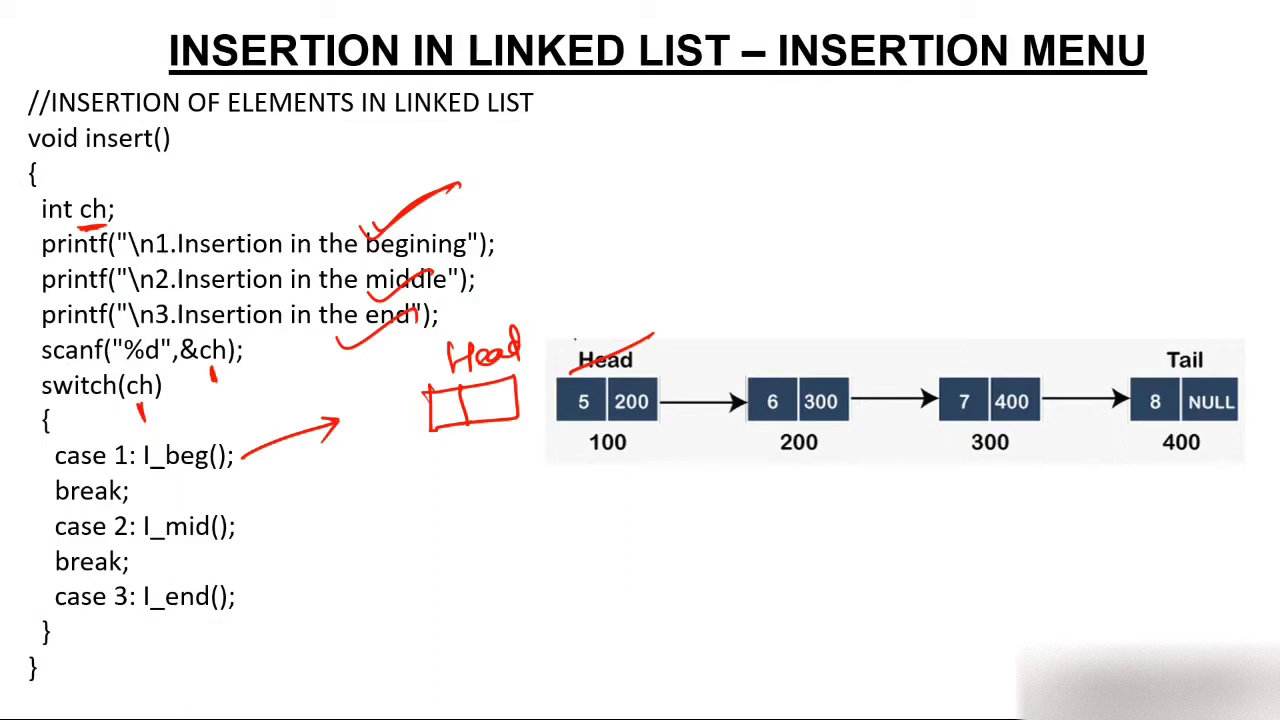 INSERTION IN LINKED LIST – INSERTION MENU
//INSERTION OF ELEMENTS IN LINKED LIST
void insert()
{
int ch;
printf("\n1.Insertion in the begining");
printf("\n2.Insertion in the middle");
printf("\n3.Insertion in the end");
scanf("%d",&ch);
switch(ch)
{
case 1: I_beg();
break;
case 2: I_mid();
break;
case 3: I_end();
}
}
Head
Head Tail
5 200 6 300 7 400 8 NULL
100 200 300 400